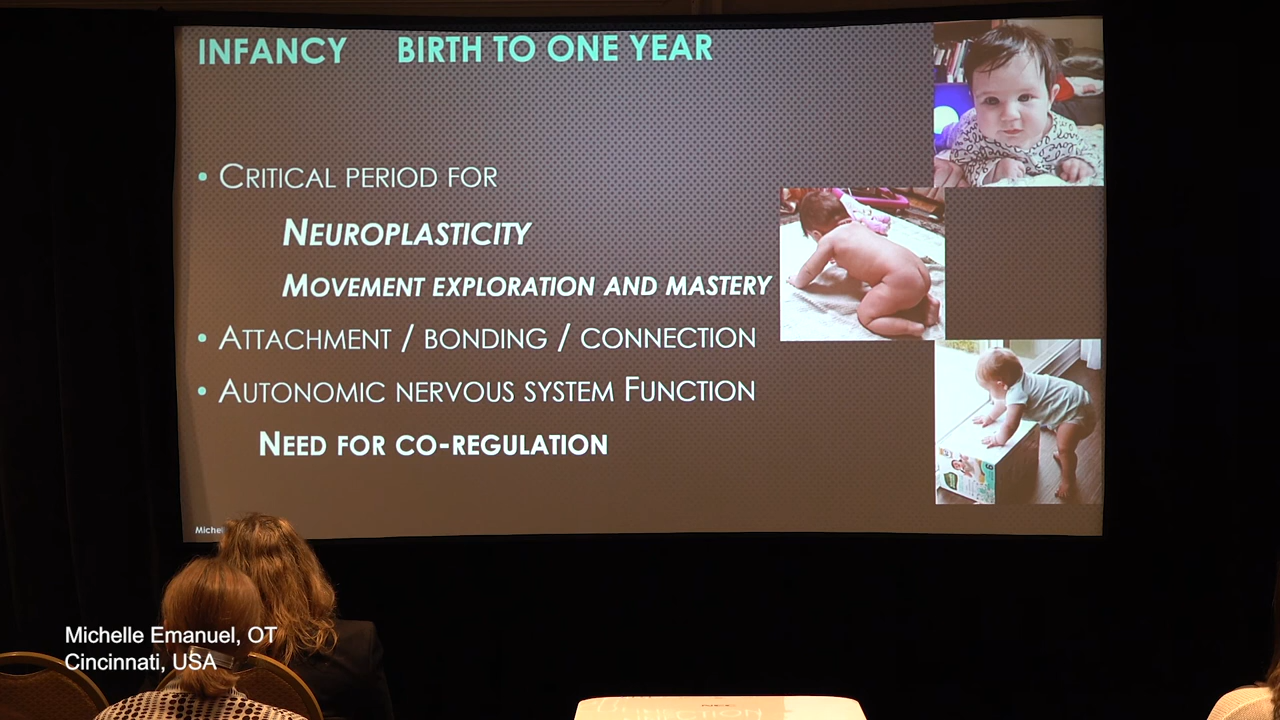 INFANCY BIRTH TO ONE YEAR
• CRITICAL PERIOD FOR
NEUROPLASTICITY
MOVEMENT EXPLORATION AND MASTERY
• ATTACHMENT / BONDING / CONNECTION
• AUTONOMIC NERVOUS SYSTEM FUNCTION
NEED FOR CO-REGULATION
Michelle Emanuel, OT
Cincinnati, USA